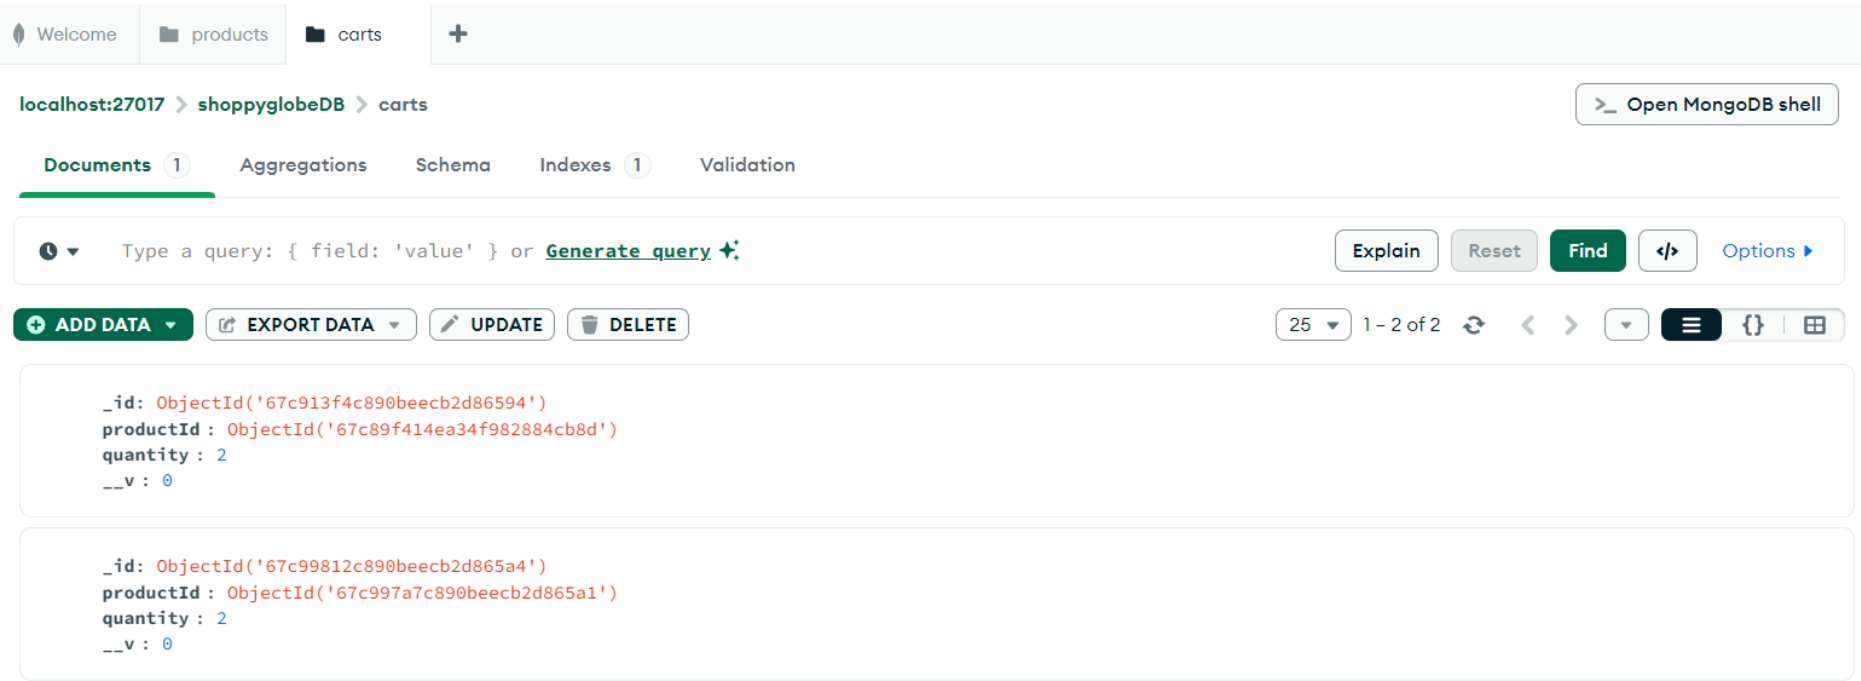 Welcome products carts +
localhost:27017 > shoppyglobeDB > carts
>_ Open MongoDB shell
Documents 1 Aggregations Schema Indexes 1 Validation
Type a query: { field: 'value' } or Generate query
Explain Reset Find </> Options
ADD DATA EXPORT DATA UPDATE DELETE
25 1 – 2 of 2 {}
_id: ObjectId('67c913f4c890beecb2d86594')
productId : ObjectId('67c89f414ea34f982884cb8d')
quantity : 2
__v : 0
_id: ObjectId('67c99812c890beecb2d865a4')
productId : ObjectId('67c997a7c890beecb2d865a1')
quantity : 2
__v : 0